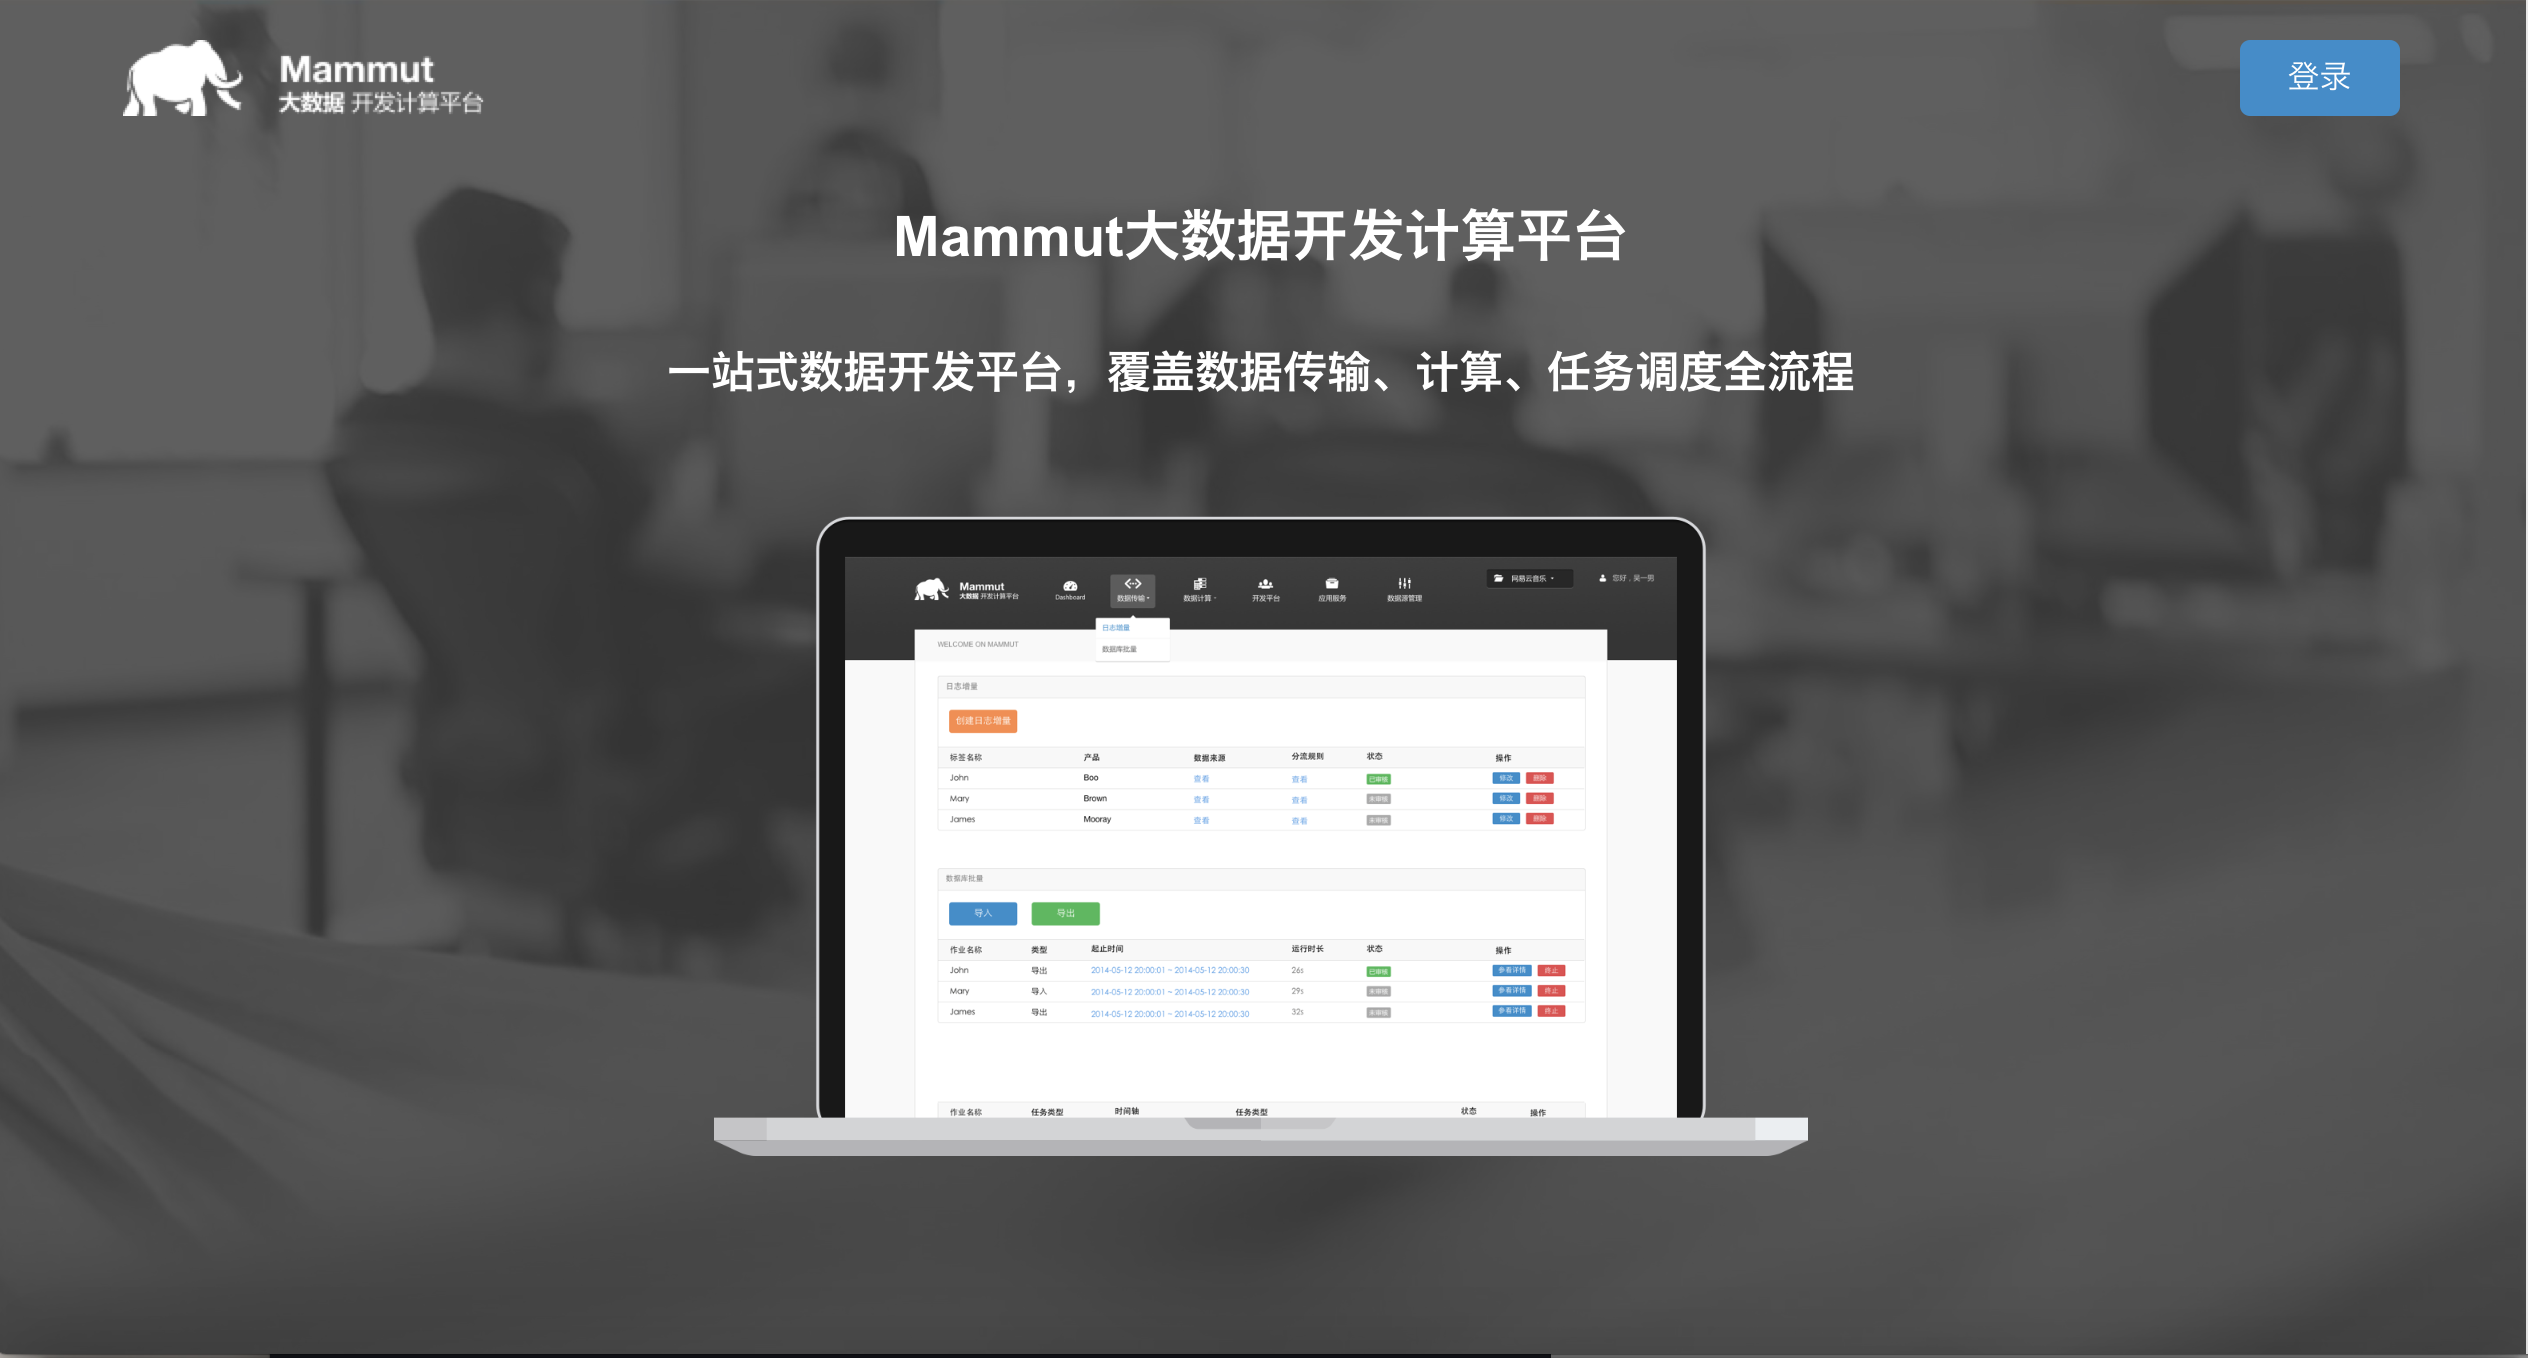 Mammut
大数据 开发计算平台
登录
Mammut大数据开发计算平台
一站式数据开发平台，覆盖数据传输、计算、任务调度全流程
Mammut
大数据 开发计算平台
Dashboard
数据传输
数据计算
开发平台
应用服务
数据源管理
网易云音乐
您好，吴一男
日志增量
数据库批量
WELCOME ON MAMMUT
日志增量
创建日志增量
标签名称 产品 数据来源 分流规则 状态 操作
John Boo 查看 查看 已审核 修改 删除
Mary Brown 查看 查看 未审核 修改 删除
James Mooray 查看 查看 未审核 修改 删除
数据库批量
导入 导出
作业名称 类型 起止时间 运行时长 状态 操作
John 导出 2014-05-12 20:00:01 ~ 2014-05-12 20:00:30 26s 已审核 参看详情 终止
Mary 导入 2014-05-12 20:00:01 ~ 2014-05-12 20:00:30 29s 未审核 参看详情 终止
James 导出 2014-05-12 20:00:01 ~ 2014-05-12 20:00:30 32s 未审核 参看详情 终止
作业名称 任务类型 时间轴 任务类型 状态 操作